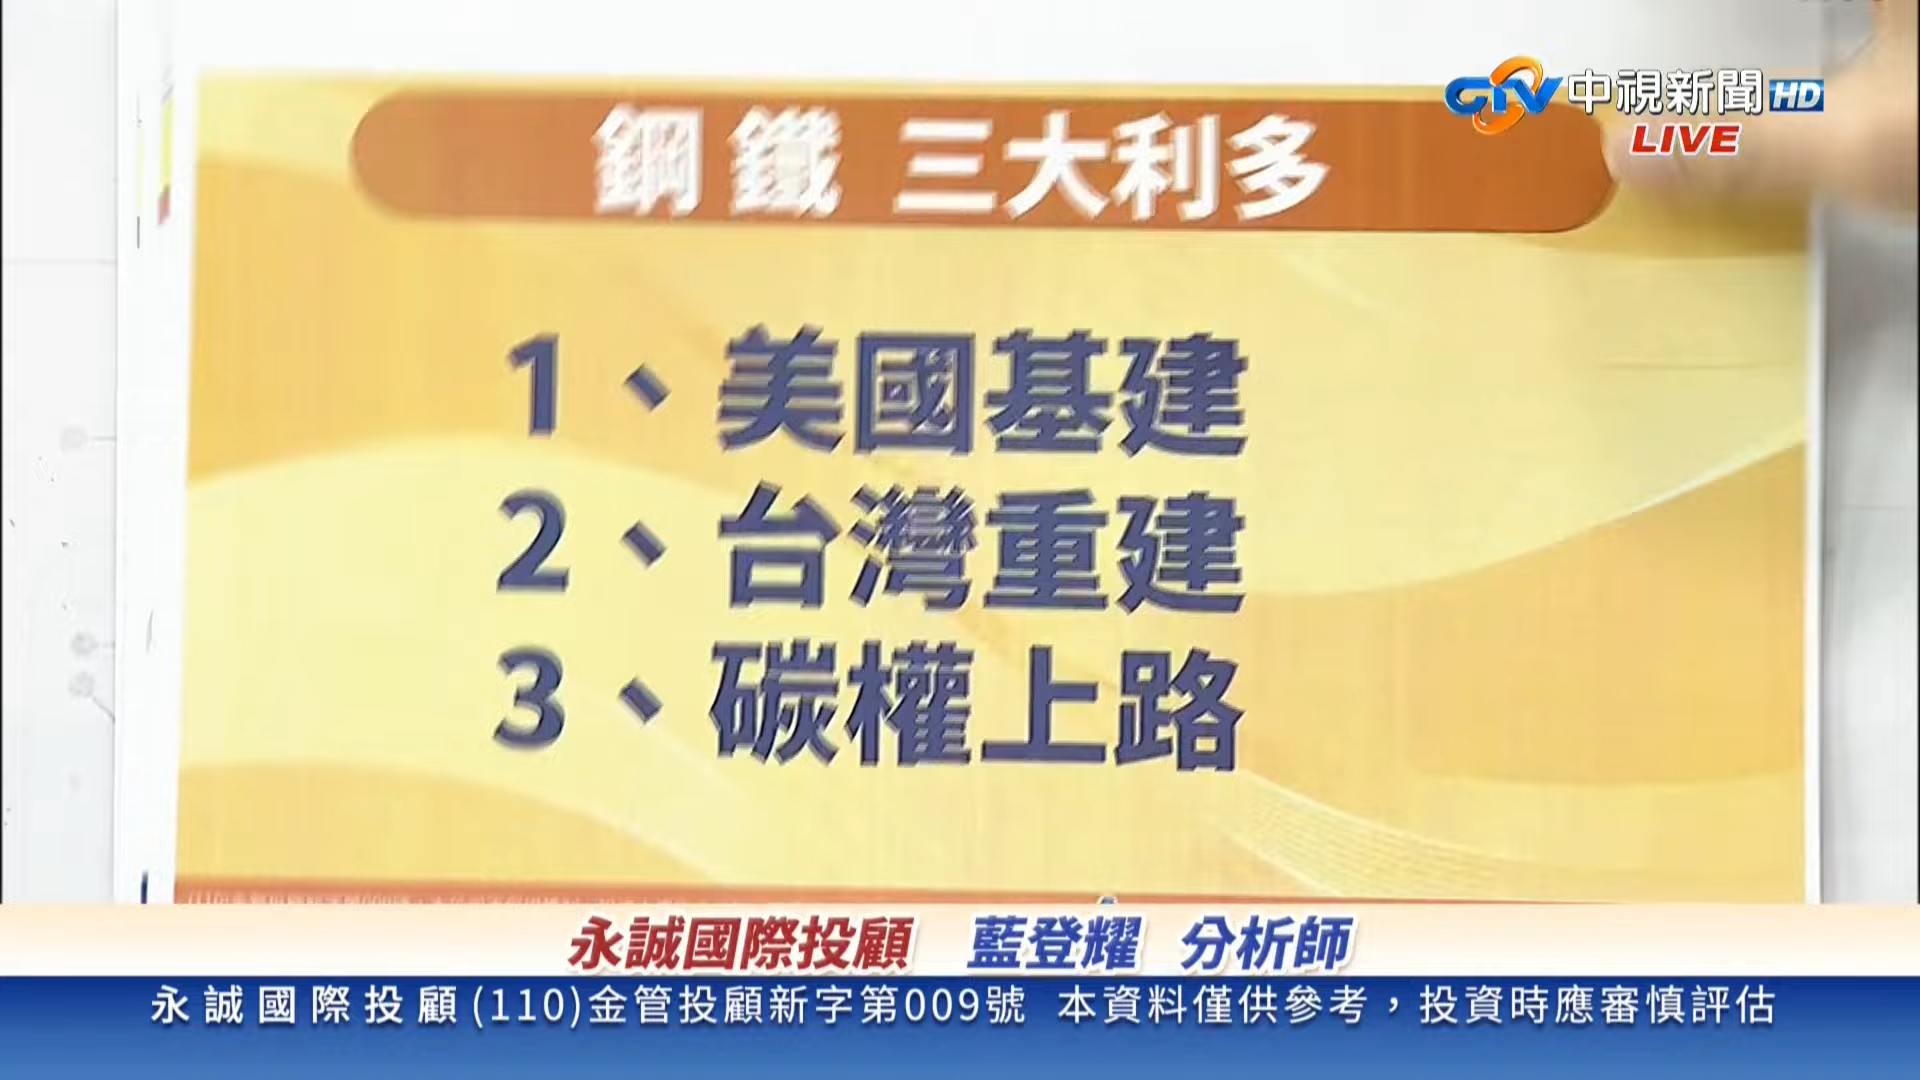 CTV 中視新聞 HD
LIVE
鋼鐵 三大利多
1、美國基建
2、台灣重建
3、碳權上路
永誠國際投顧 藍登耀 分析師
永誠國際投顧(110)金管投顧新字第009號 本資料僅供參考，投資時應審慎評估